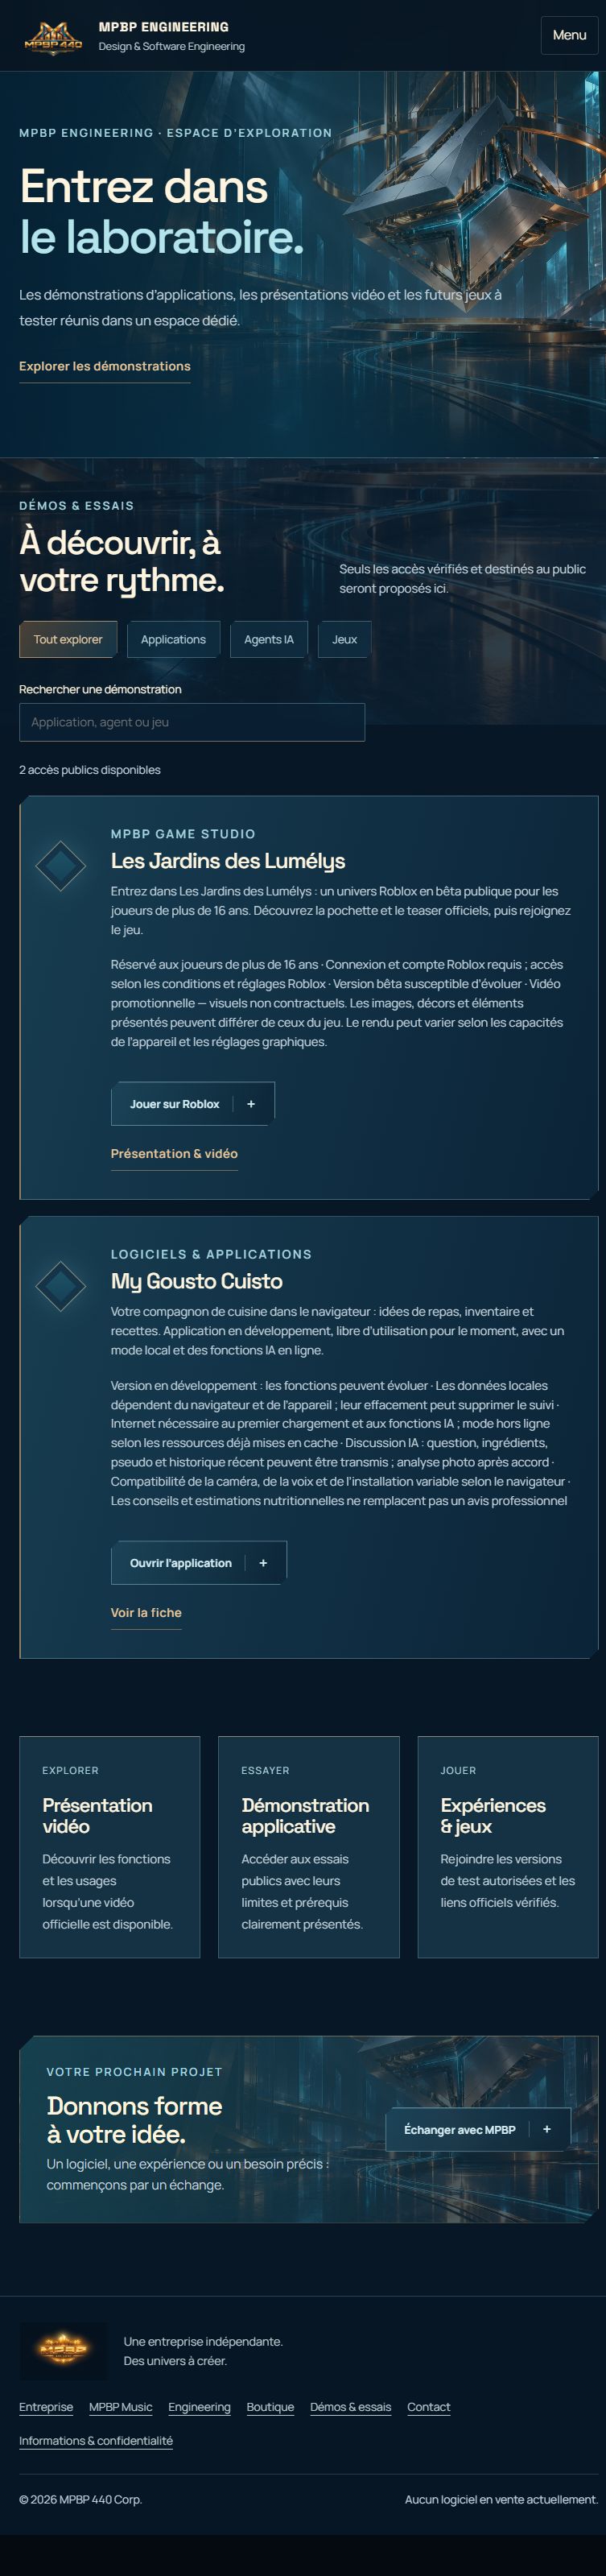 MPBP 440
MPBP ENGINEERING
Design & Software Engineering
Menu
MPBP ENGINEERING · ESPACE D’EXPLORATION
Entrez dans
le laboratoire.
Les démonstrations d’applications, les présentations vidéo et les futurs jeux à
tester réunis dans un espace dédié.
Explorer les démonstrations
DÉMOS & ESSAIS
À découvrir, à
votre rythme.
Seuls les accès vérifiés et destinés au public
seront proposés ici.
Tout explorer
Applications
Agents IA
Jeux
Rechercher une démonstration
Application, agent ou jeu
2 accès publics disponibles
MPBP GAME STUDIO
Les Jardins des Lumélys
Entrez dans Les Jardins des Lumélys : un univers Roblox en bêta publique pour les
joueurs de plus de 16 ans. Découvrez la pochette et le teaser officiels, puis rejoignez
le jeu.
Réservé aux joueurs de plus de 16 ans · Connexion et compte Roblox requis ; accès
selon les conditions et réglages Roblox · Version bêta susceptible d’évoluer · Vidéo
promotionnelle — visuels non contractuels. Les images, décors et éléments
présentés peuvent différer de ceux du jeu. Le rendu peut varier selon les capacités
de l’appareil et les réglages graphiques.
Jouer sur Roblox +
Présentation & vidéo
LOGICIELS & APPLICATIONS
My Gousto Cuisto
Votre compagnon de cuisine dans le navigateur : idées de repas, inventaire et
recettes. Application en développement, libre d’utilisation pour le moment, avec un
mode local et des fonctions IA en ligne.
Version en développement : les fonctions peuvent évoluer · Les données locales
dépendent du navigateur et de l’appareil ; leur effacement peut supprimer le suivi ·
Internet nécessaire au premier chargement et aux fonctions IA ; mode hors ligne
selon les ressources déjà mises en cache · Discussion IA : question, ingrédients,
pseudo et historique récent peuvent être transmis ; analyse photo après accord ·
Compatibilité de la caméra, de la voix et de l’installation variable selon le navigateur ·
Les conseils et estimations nutritionnelles ne remplacent pas un avis professionnel
Ouvrir l’application +
Voir la fiche
EXPLORER
Présentation
vidéo
Découvrir les fonctions
et les usages
lorsqu’une vidéo
officielle est disponible.
ESSAYER
Démonstration
applicative
Accéder aux essais
publics avec leurs
limites et prérequis
clairement présentés.
JOUER
Expériences
& jeux
Rejoindre les versions
de test autorisées et les
liens officiels vérifiés.
VOTRE PROCHAIN PROJET
Donnons forme
à votre idée.
Un logiciel, une expérience ou un besoin précis :
commençons par un échange.
Échanger avec MPBP +
MPBP
Une entreprise indépendante.
Des univers à créer.
Entreprise
MPBP Music
Engineering
Boutique
Démos & essais
Contact
Informations & confidentialité
© 2026 MPBP 440 Corp.
Aucun logiciel en vente actuellement.